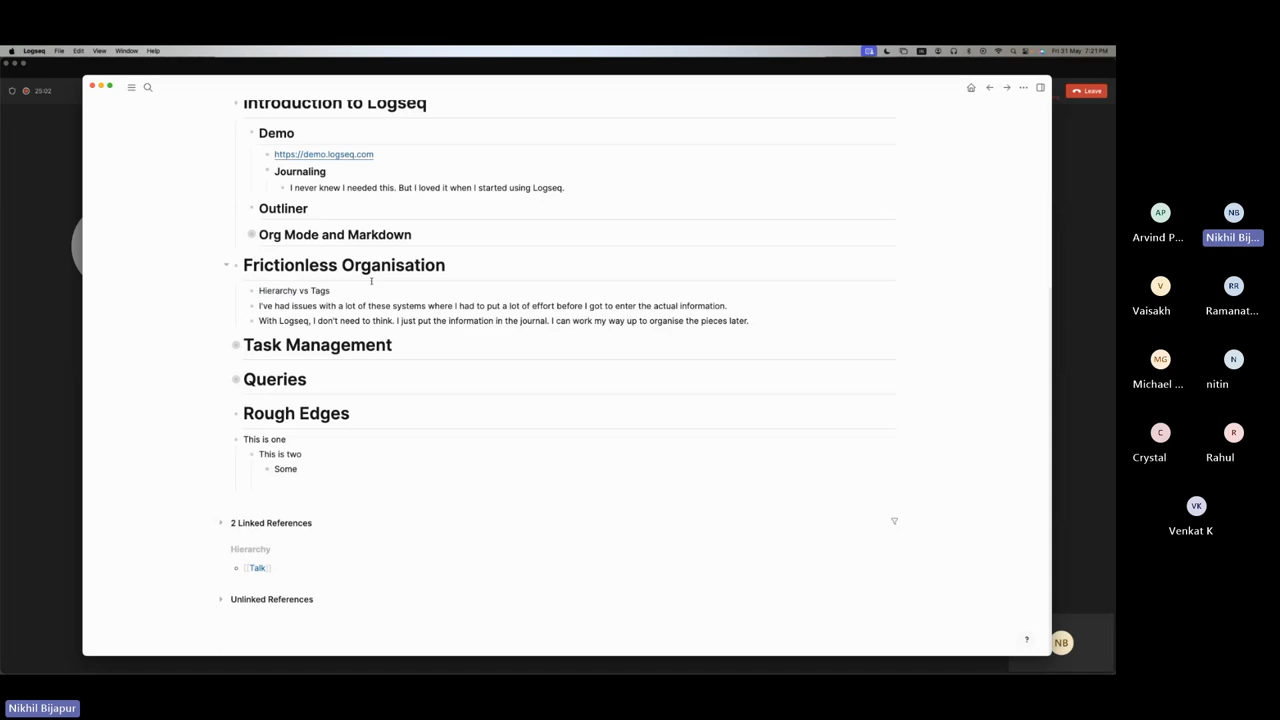 Logseq File Edit View Window Help
Fri 31 May 7:21 PM
25:02
Leave
Introduction to Logseq
Demo
https://demo.logseq.com
Journaling
I never knew I needed this. But I loved it when I started using Logseq.
Outliner
Org Mode and Markdown
Frictionless Organisation
Hierarchy vs Tags
I've had issues with a lot of these systems where I had to put a lot of effort before I got to enter the actual information.
With Logseq, I don't need to think. I just put the information in the journal. I can work my way up to organise the pieces later.
Task Management
Queries
Rough Edges
This is one
This is two
Some
2 Linked References
Hierarchy
[[Talk]]
Unlinked References
?
NB
AP
Arvind P...
NB
Nikhil Bij...
V
Vaisakh
RR
Ramanat...
MG
Michael ...
N
nitin
C
Crystal
R
Rahul
VK
Venkat K
Nikhil Bijapur